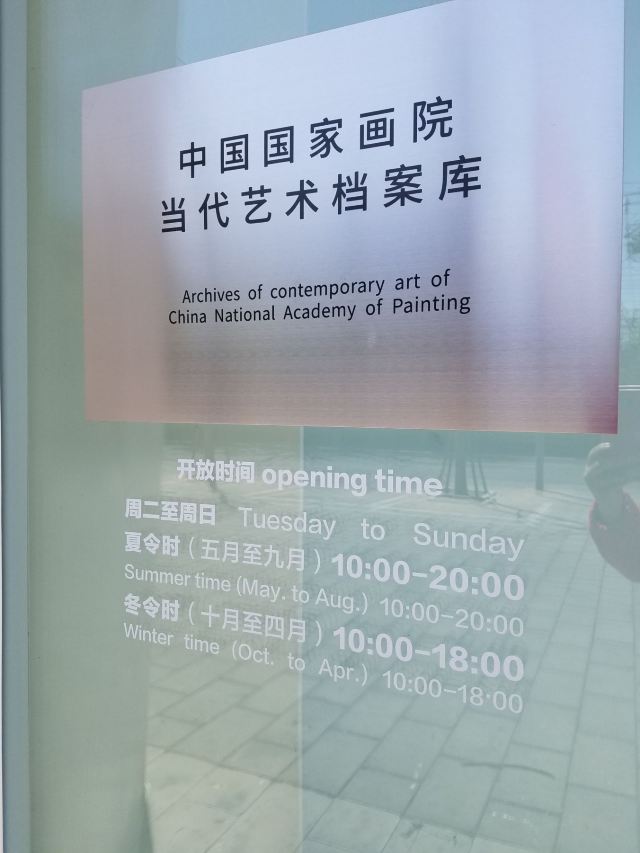 中国国家画院
当代艺术档案库
Archives of contemporary art of
China National Academy of Painting
开放时间 opening time
周二至周日 Tuesday to Sunday
夏令时（五月至九月）10:00-20:00
Summer time (May. to Aug.) 10:00-20:00
冬令时（十月至四月）10:00-18:00
Winter time (Oct. to Apr.) 10:00-18:00